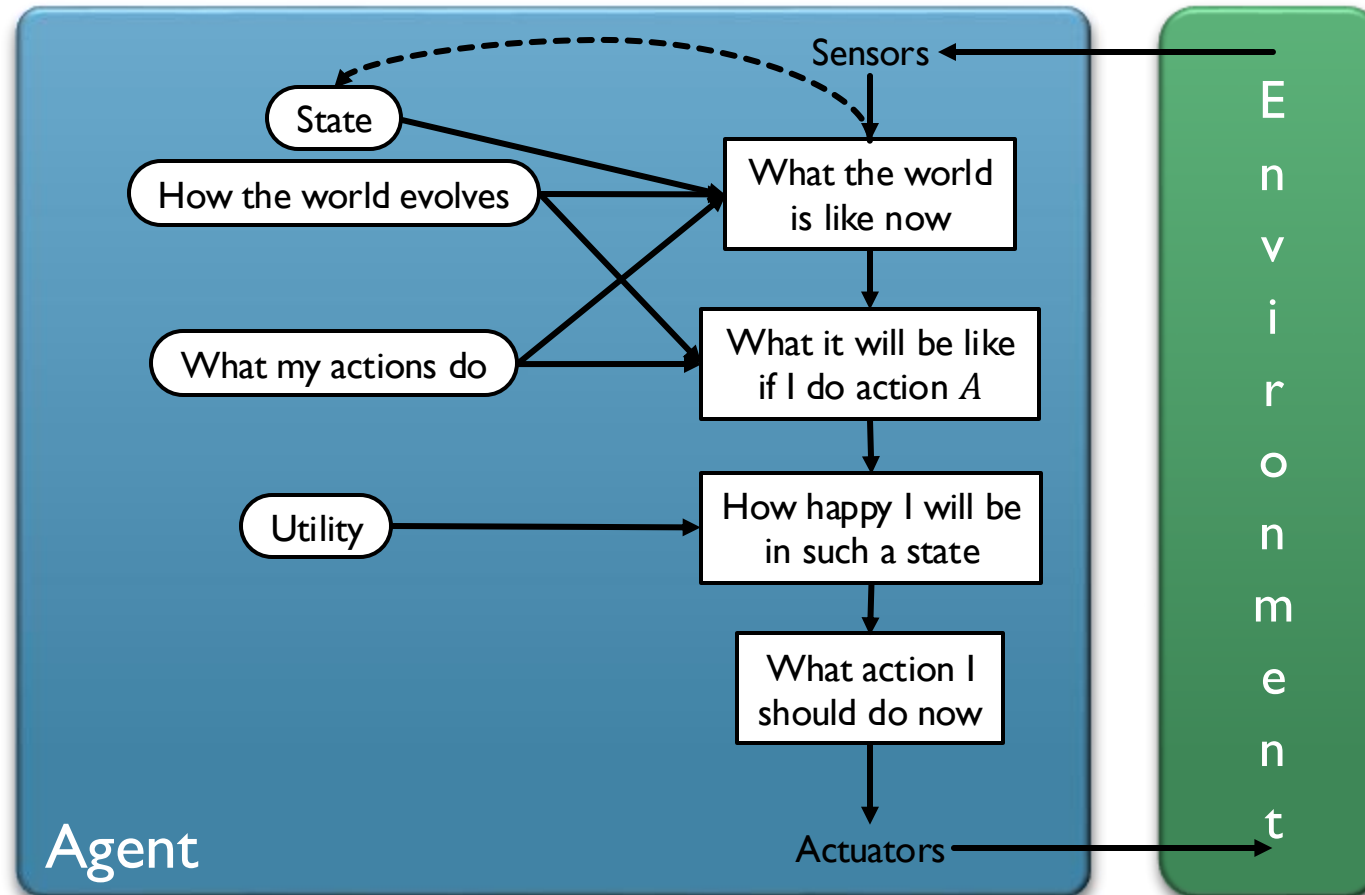 Sensors
State
What the world
is like now
How the world evolves
What my actions do
What it will be like
if I do action A
Utility
How happy I will be
in such a state
What action I
should do now
Actuators
Agent
E
n
v
i
r
o
n
m
e
n
t